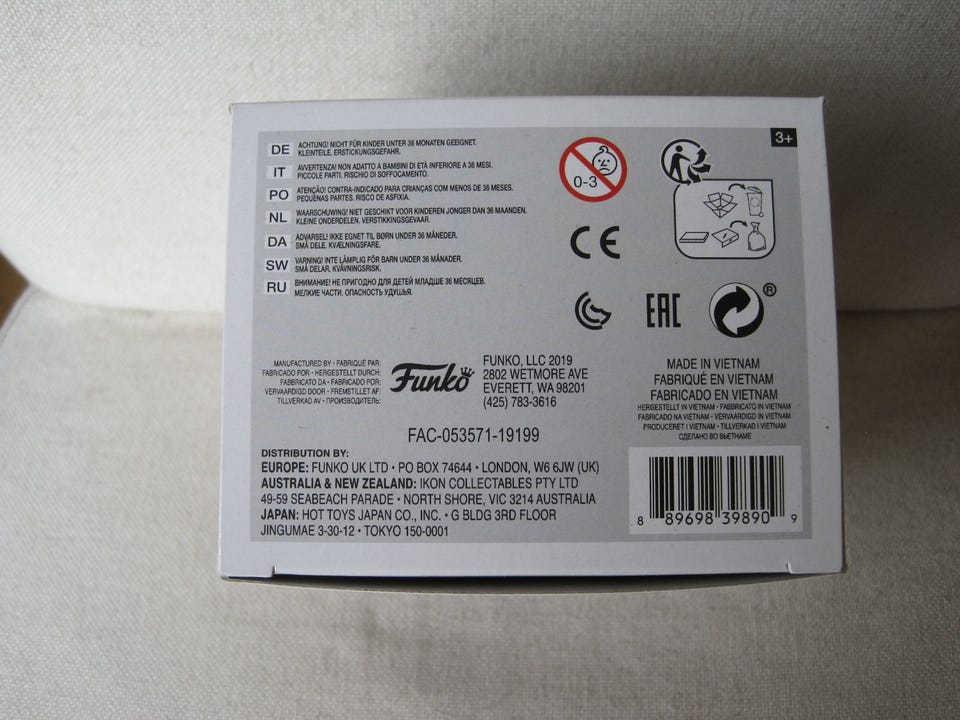 DE ACHTUNG! NICHT FÜR KINDER UNTER 36 MONATEN GEEIGNET.
KLEINTEILE. ERSTICKUNGSGEFAHR.
IT AVVERTENZA! NON ADATTO A BAMBINI DI ETÀ INFERIORE A 36 MESI.
PICCOLE PARTI. RISCHIO DI SOFFOCAMENTO.
PO ATENÇÃO! CONTRA-INDICADO PARA CRIANÇAS COM MENOS DE 36 MESES.
PEQUENAS PARTES. RISCO DE ASFIXIA.
NL WAARSCHUWING! NIET GESCHIKT VOOR KINDEREN JONGER DAN 36 MAANDEN.
KLEINE ONDERDELEN. VERSTIKKINGSGEVAAR.
DA ADVARSEL! IKKE EGNET TIL BØRN UNDER 36 MÅNEDER.
SMÅ DELE. KVÆLNINGSFARE.
SW VARNING! INTE LÄMPLIG FÖR BARN UNDER 36 MÅNADER.
SMÅ DELAR. KVÄVNINGSRISK.
RU ВНИМАНИЕ! НЕ ПРИГОДНО ДЛЯ ДЕТЕЙ МЛАДШЕ 36 МЕСЯЦЕВ.
МЕЛКИЕ ЧАСТИ. ОПАСНОСТЬ УДУШЬЯ.
0-3
3+
CE
EAC
®
MANUFACTURED BY • FABRIQUÉ PAR:
FABRICADO POR • HERGESTELLT DURCH:
FABBRICATO DA • FABRICADO POR:
VERVAARDIGD DOOR • FREMSTILLET AF:
TILLVERKAD AV • ПРОИЗВОДИТЕЛЬ:
Funko
FUNKO, LLC 2019
2802 WETMORE AVE
EVERETT, WA 98201
(425) 783-3616
MADE IN VIETNAM
FABRIQUÉ EN VIETNAM
FABRICADO EN VIETNAM
HERGESTELLT IN VIETNAM • FABBRICATO IN VIETNAM
FABRICADO NA VIETNAM • VERVAARDIGD IN VIETNAM
PRODUCERET I VIETNAM • TILLVERKAD I VIETNAM
СДЕЛАНО ВО ВЬЕТНАМЕ
FAC-053571-19199
DISTRIBUTION BY:
EUROPE: FUNKO UK LTD • PO BOX 74644 • LONDON, W6 6JW (UK)
AUSTRALIA & NEW ZEALAND: IKON COLLECTABLES PTY LTD
49-59 SEABEACH PARADE • NORTH SHORE, VIC 3214 AUSTRALIA
JAPAN: HOT TOYS JAPAN CO., INC. • G BLDG 3RD FLOOR
JINGUMAE 3-30-12 • TOKYO 150-0001
8 89698 39890 9